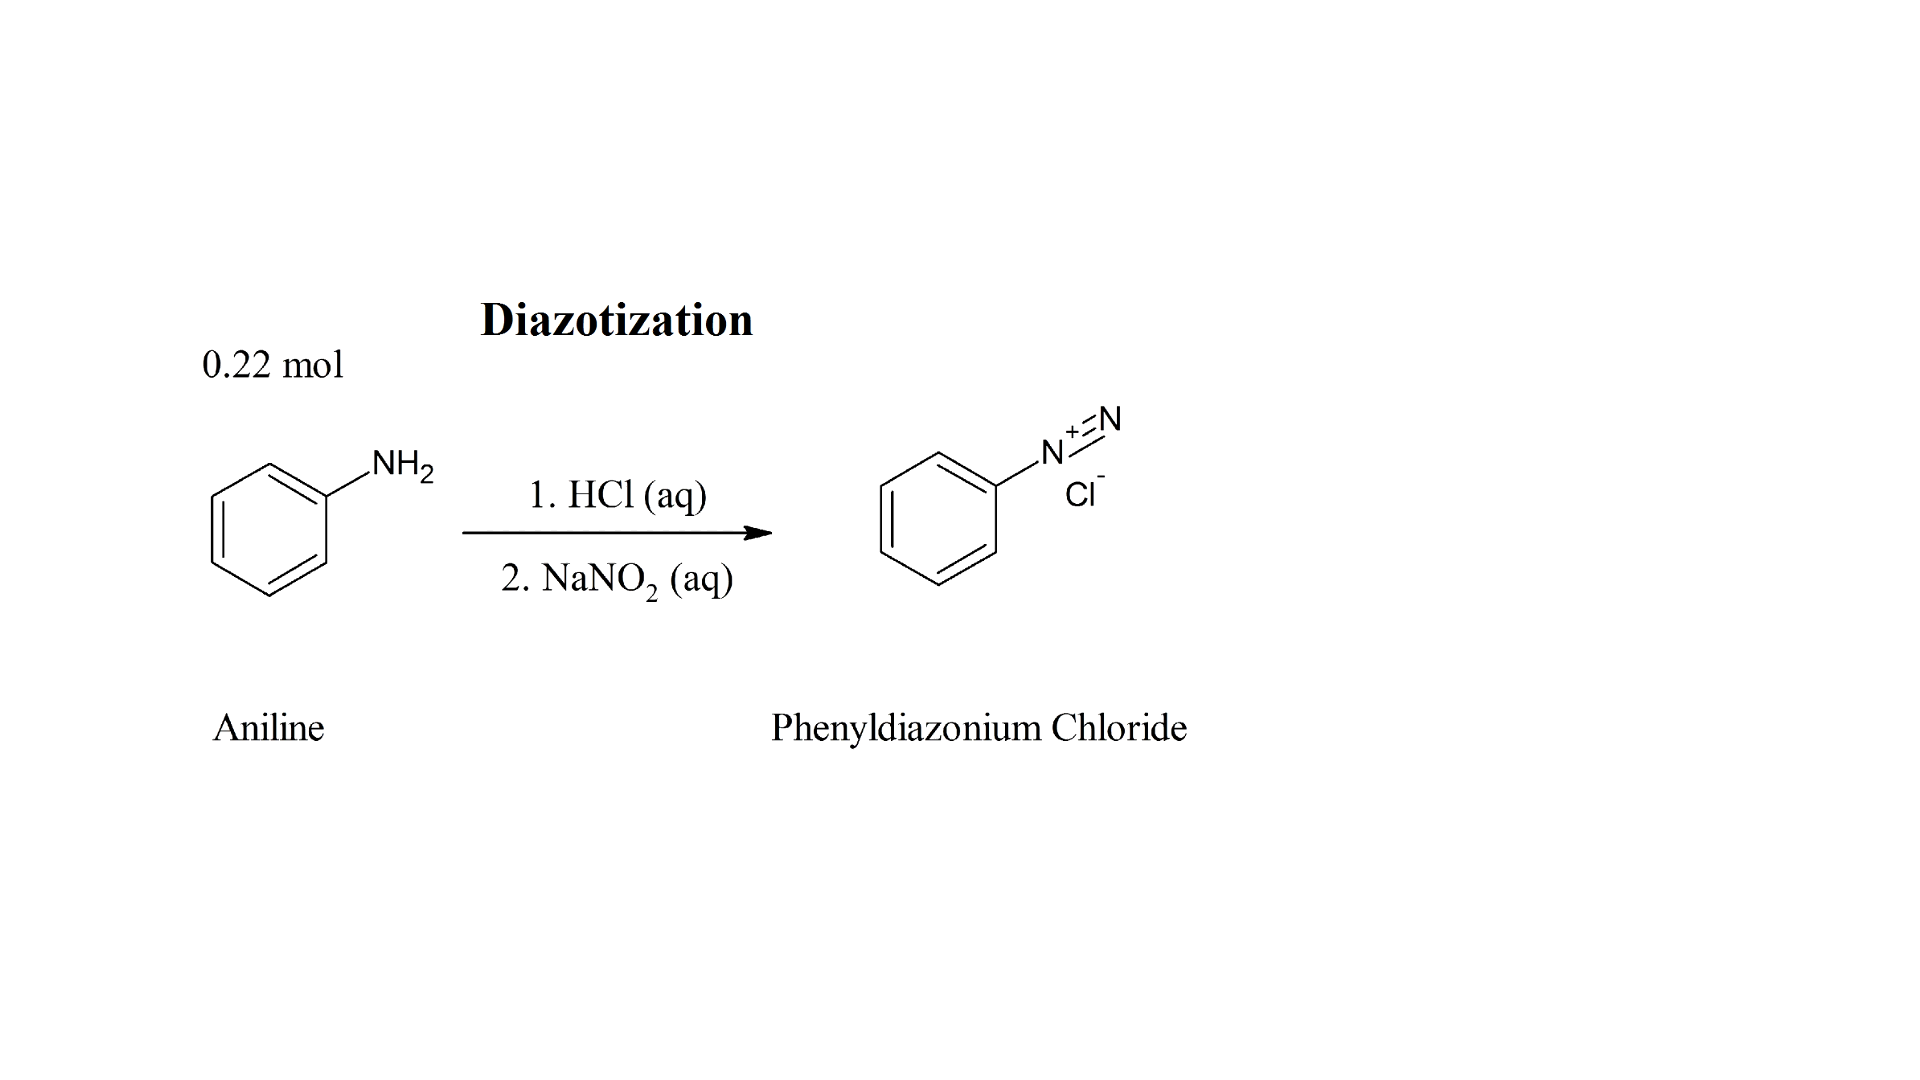 Diazotization
0.22 mol
NH₂
1. HCl (aq)
2. NaNO₂ (aq)
N⁺≡N
Cl⁻
Aniline
Phenyldiazonium Chloride